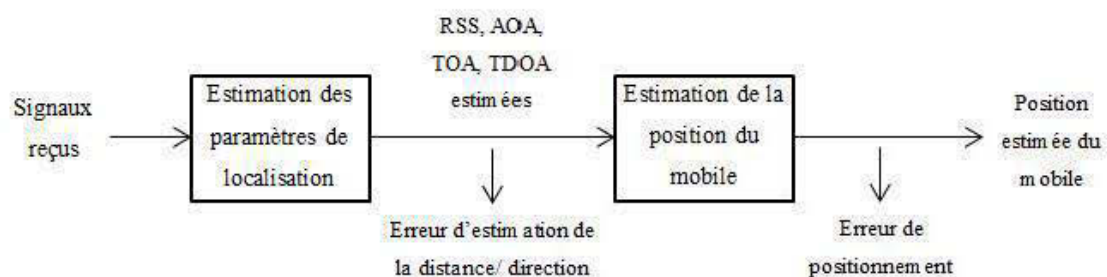 RSS, AOA,
TOA, TDOA
estimées
Signaux
reçus
Estimation des
paramètres de
localisation
Estimation de la
position du
mobile
Position
estimée du
mobile
Erreur d'estimation de
la distance/ direction
Erreur de
positionnement